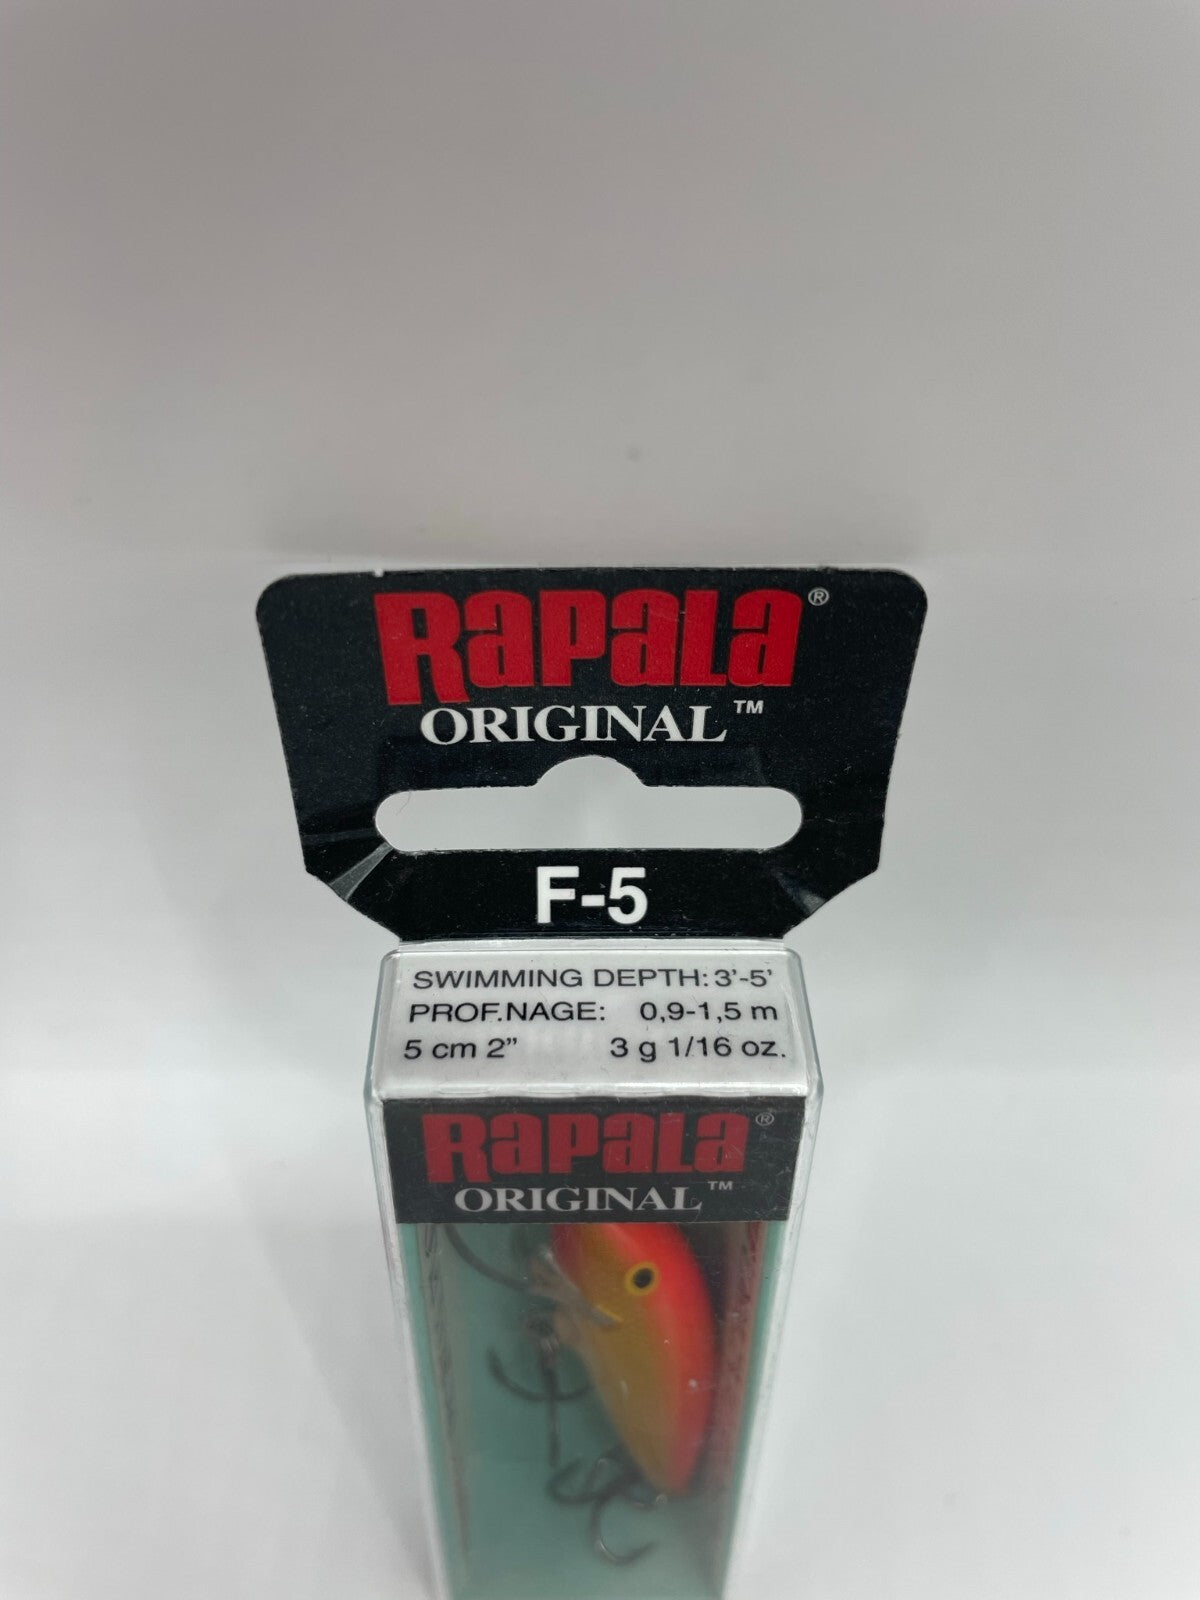 RAPALA®
ORIGINAL™
F-5
SWIMMING DEPTH: 3'-5'
PROF.NAGE: 0,9-1,5 m
5 cm 2” 3 g 1/16 oz.
RAPALA®
ORIGINAL™